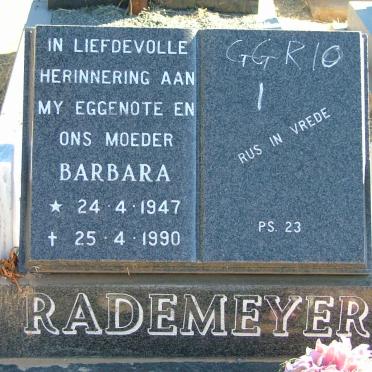 IN LIEFDEVOLLE
HERINNERING AAN
MY EGGENOTE EN
ONS MOEDER
BARBARA
★ 24·4·1947
✝ 25·4·1990
GGR10
1
RUS IN VREDE
PS. 23
RADEMEYER